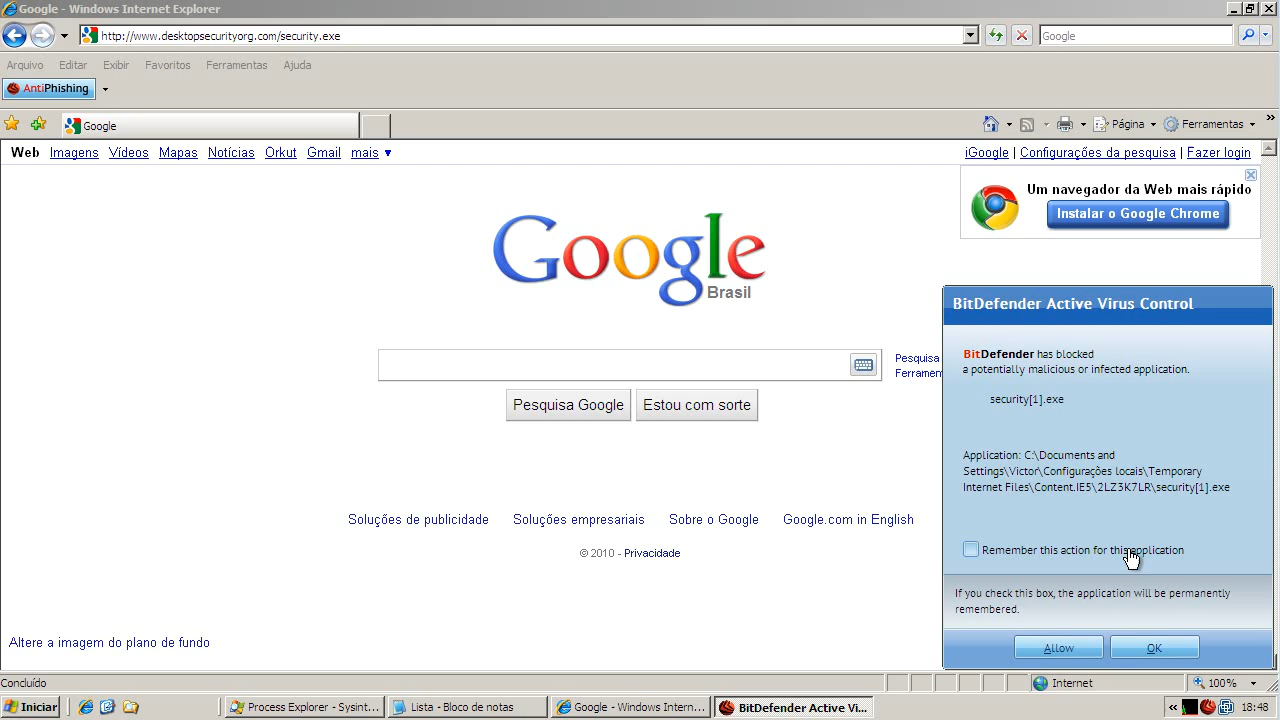 Google - Windows Internet Explorer
http://www.desktopsecurityorg.com/security.exe
Google
Arquivo Editar Exibir Favoritos Ferramentas Ajuda
AntiPhishing
Google
Página Ferramentas »
Web Imagens Vídeos Mapas Notícias Orkut Gmail mais ▼
iGoogle | Configurações da pesquisa | Fazer login
Um navegador da Web mais rápido
Instalar o Google Chrome
Google
Brasil
Pesquisa
Ferramen
Pesquisa Google Estou com sorte
Soluções de publicidade Soluções empresariais Sobre o Google Google.com in English
© 2010 - Privacidade
Altere a imagem do plano de fundo
BitDefender Active Virus Control
BitDefender has blocked
a potentially malicious or infected application.
security[1].exe
Application: C:\Documents and
Settings\Victor\Configurações locais\Temporary
Internet Files\Content.IE5\2LZ3K7LR\security[1].exe
Remember this action for this application
If you check this box, the application will be permanently
remembered.
Allow OK
Concluído
Internet
100%
Iniciar
Process Explorer - Sysint...
Lista - Bloco de notas
Google - Windows Intern...
BitDefender Active Vi...
« 18:48